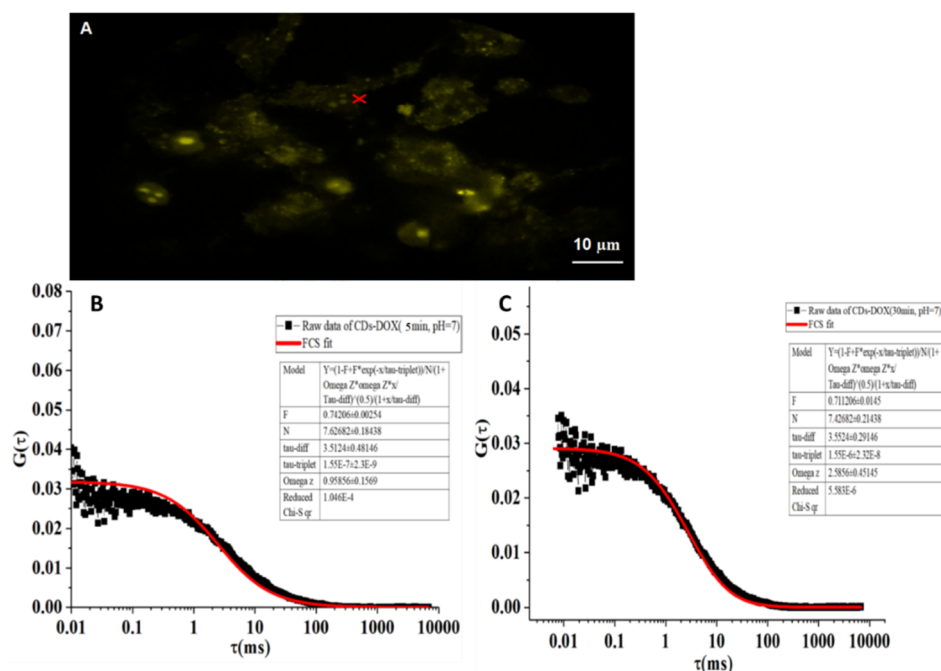 A
10 µm
B
0.08
0.07
0.06
0.05
0.04
0.03
0.02
0.01
0.00
G(τ)
0.01 0.1 1 10 100 1000 10000
τ(ms)
Raw data of CDs-DOX( 5min, pH=7)
FCS fit
Model Y=(1-F+F*exp(-x/tau-triplet))/N/(1+
Omega Z*omega Z*x/
Tau-diff)^(0.5)/(1+x/tau-diff)
F 0.74206±0.00254
N 7.62682±0.18438
tau-diff 3.5124±0.48146
tau-triplet 1.55E-7±2.3E-9
Omega z 0.95856±0.1569
Reduced 1.046E-4
Chi-S qr
C
0.05
0.04
0.03
0.02
0.01
0.00
G(τ)
0.01 0.1 1 10 100 1000 10000
τ(ms)
Raw data of CDs-DOX(30min, pH=7)
FCS fit
Model Y=(1-F+F*exp(-x/tau-triplet))/N/(1+
Omega Z*omega Z*x/
Tau-diff)^(0.5)/(1+x/tau-diff)
F 0.711206±0.0145
N 7.42682±0.21438
tau-diff 3.5524±0.29146
tau-triplet 1.55E-6±2.32E-8
Omega z 2.5856±0.45145
Reduced 5.583E-6
Chi-S qr